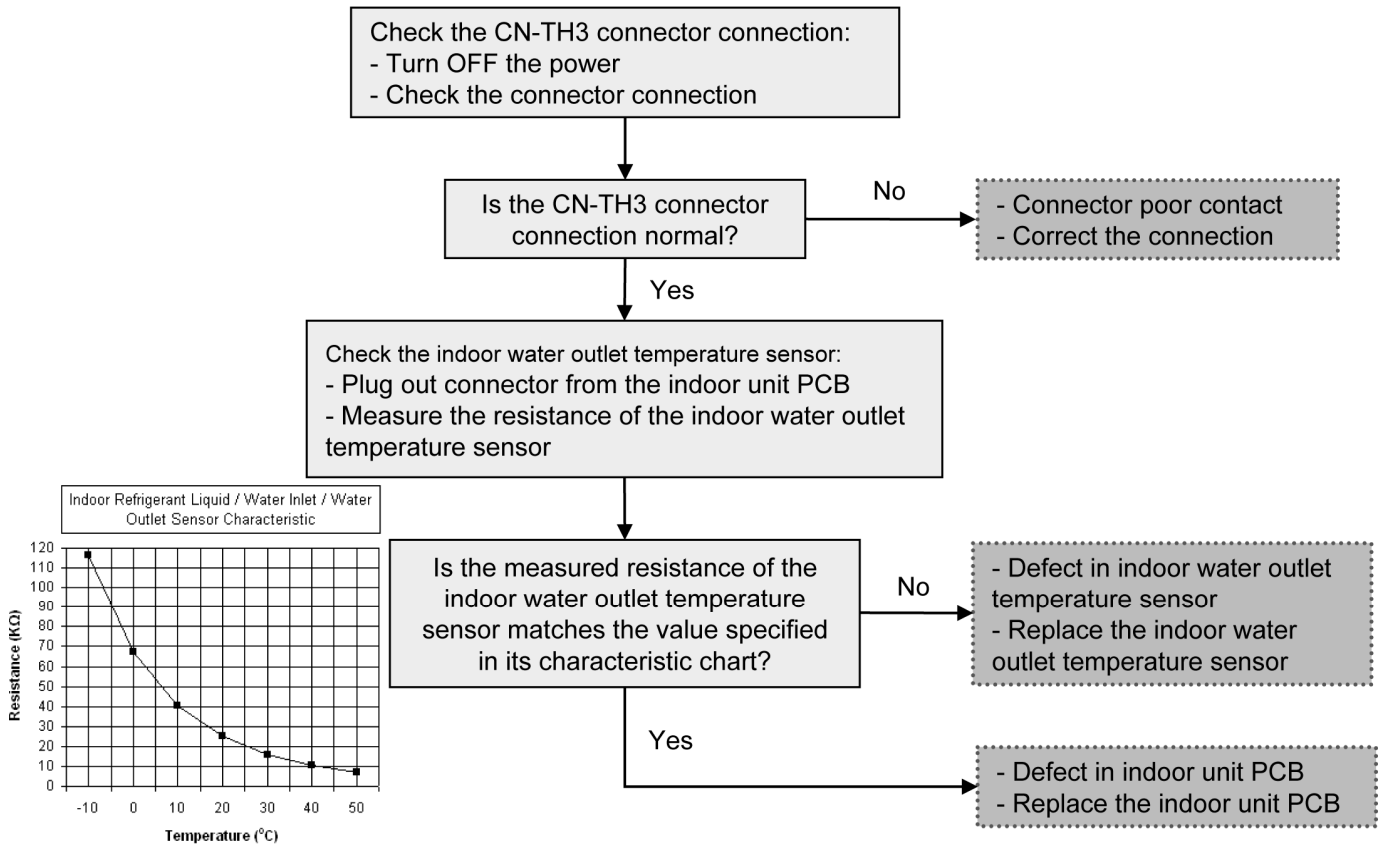 Check the CN-TH3 connector connection:
- Turn OFF the power
- Check the connector connection
Is the CN-TH3 connector
connection normal?
No
- Connector poor contact
- Correct the connection
Yes
Check the indoor water outlet temperature sensor:
- Plug out connector from the indoor unit PCB
- Measure the resistance of the indoor water outlet
temperature sensor
Indoor Refrigerant Liquid / Water Inlet / Water
Outlet Sensor Characteristic
Resistance (KΩ)
120
110
100
90
80
70
60
50
40
30
20
10
0
-10 0 10 20 30 40 50
Temperature (°C)
Is the measured resistance of the
indoor water outlet temperature
sensor matches the value specified
in its characteristic chart?
No
- Defect in indoor water outlet
temperature sensor
- Replace the indoor water
outlet temperature sensor
Yes
- Defect in indoor unit PCB
- Replace the indoor unit PCB